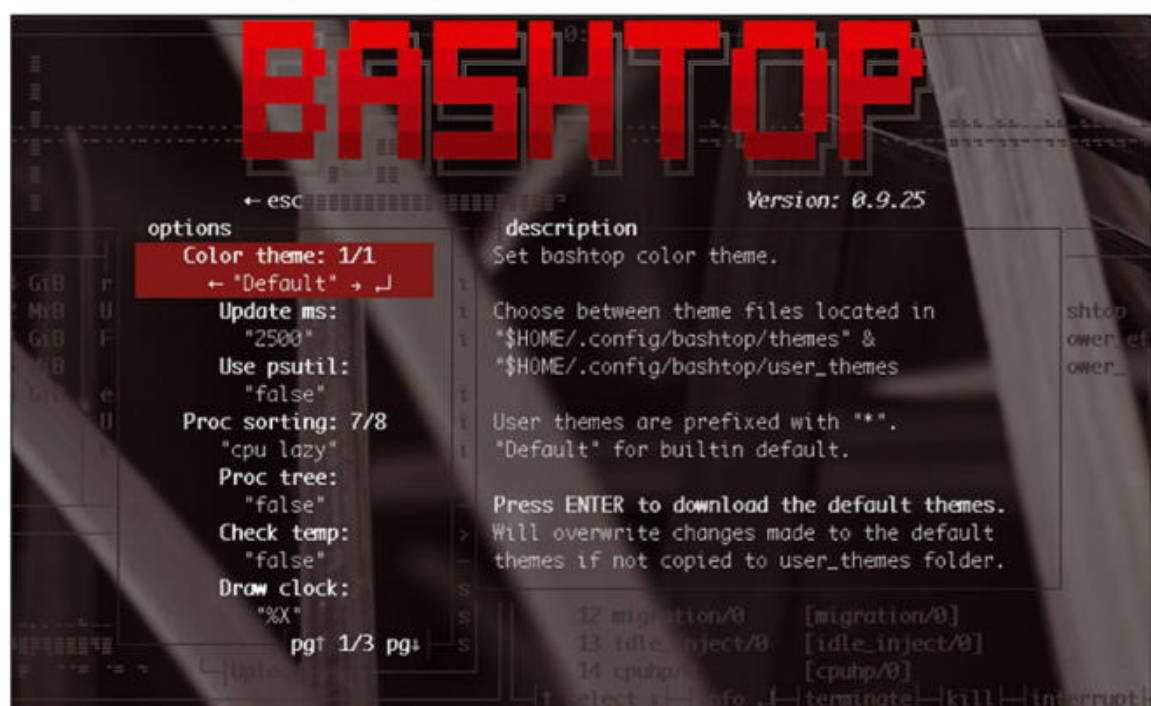 BASHTOP
← esc
Version: 0.9.25
options
Color theme: 1/1
← "Default" → ↵
Update ms:
"2500"
Use psutil:
"false"
Proc sorting: 7/8
"cpu lazy"
Proc tree:
"false"
Check temp:
"false"
Draw clock:
"%X"
pg↑ 1/3 pg↓
description
Set bashtop color theme.
Choose between theme files located in
"$HOME/.config/bashtop/themes" &
"$HOME/.config/bashtop/user_themes
User themes are prefixed with "*".
"Default" for builtin default.
Press ENTER to download the default themes.
Will overwrite changes made to the default
themes if not copied to user_themes folder.
12 migration/0 [migration/0]
13 idle_inject/0 [idle_inject/0]
14 cpuhp/ [cpuhp/0]
terminate kill interrupt